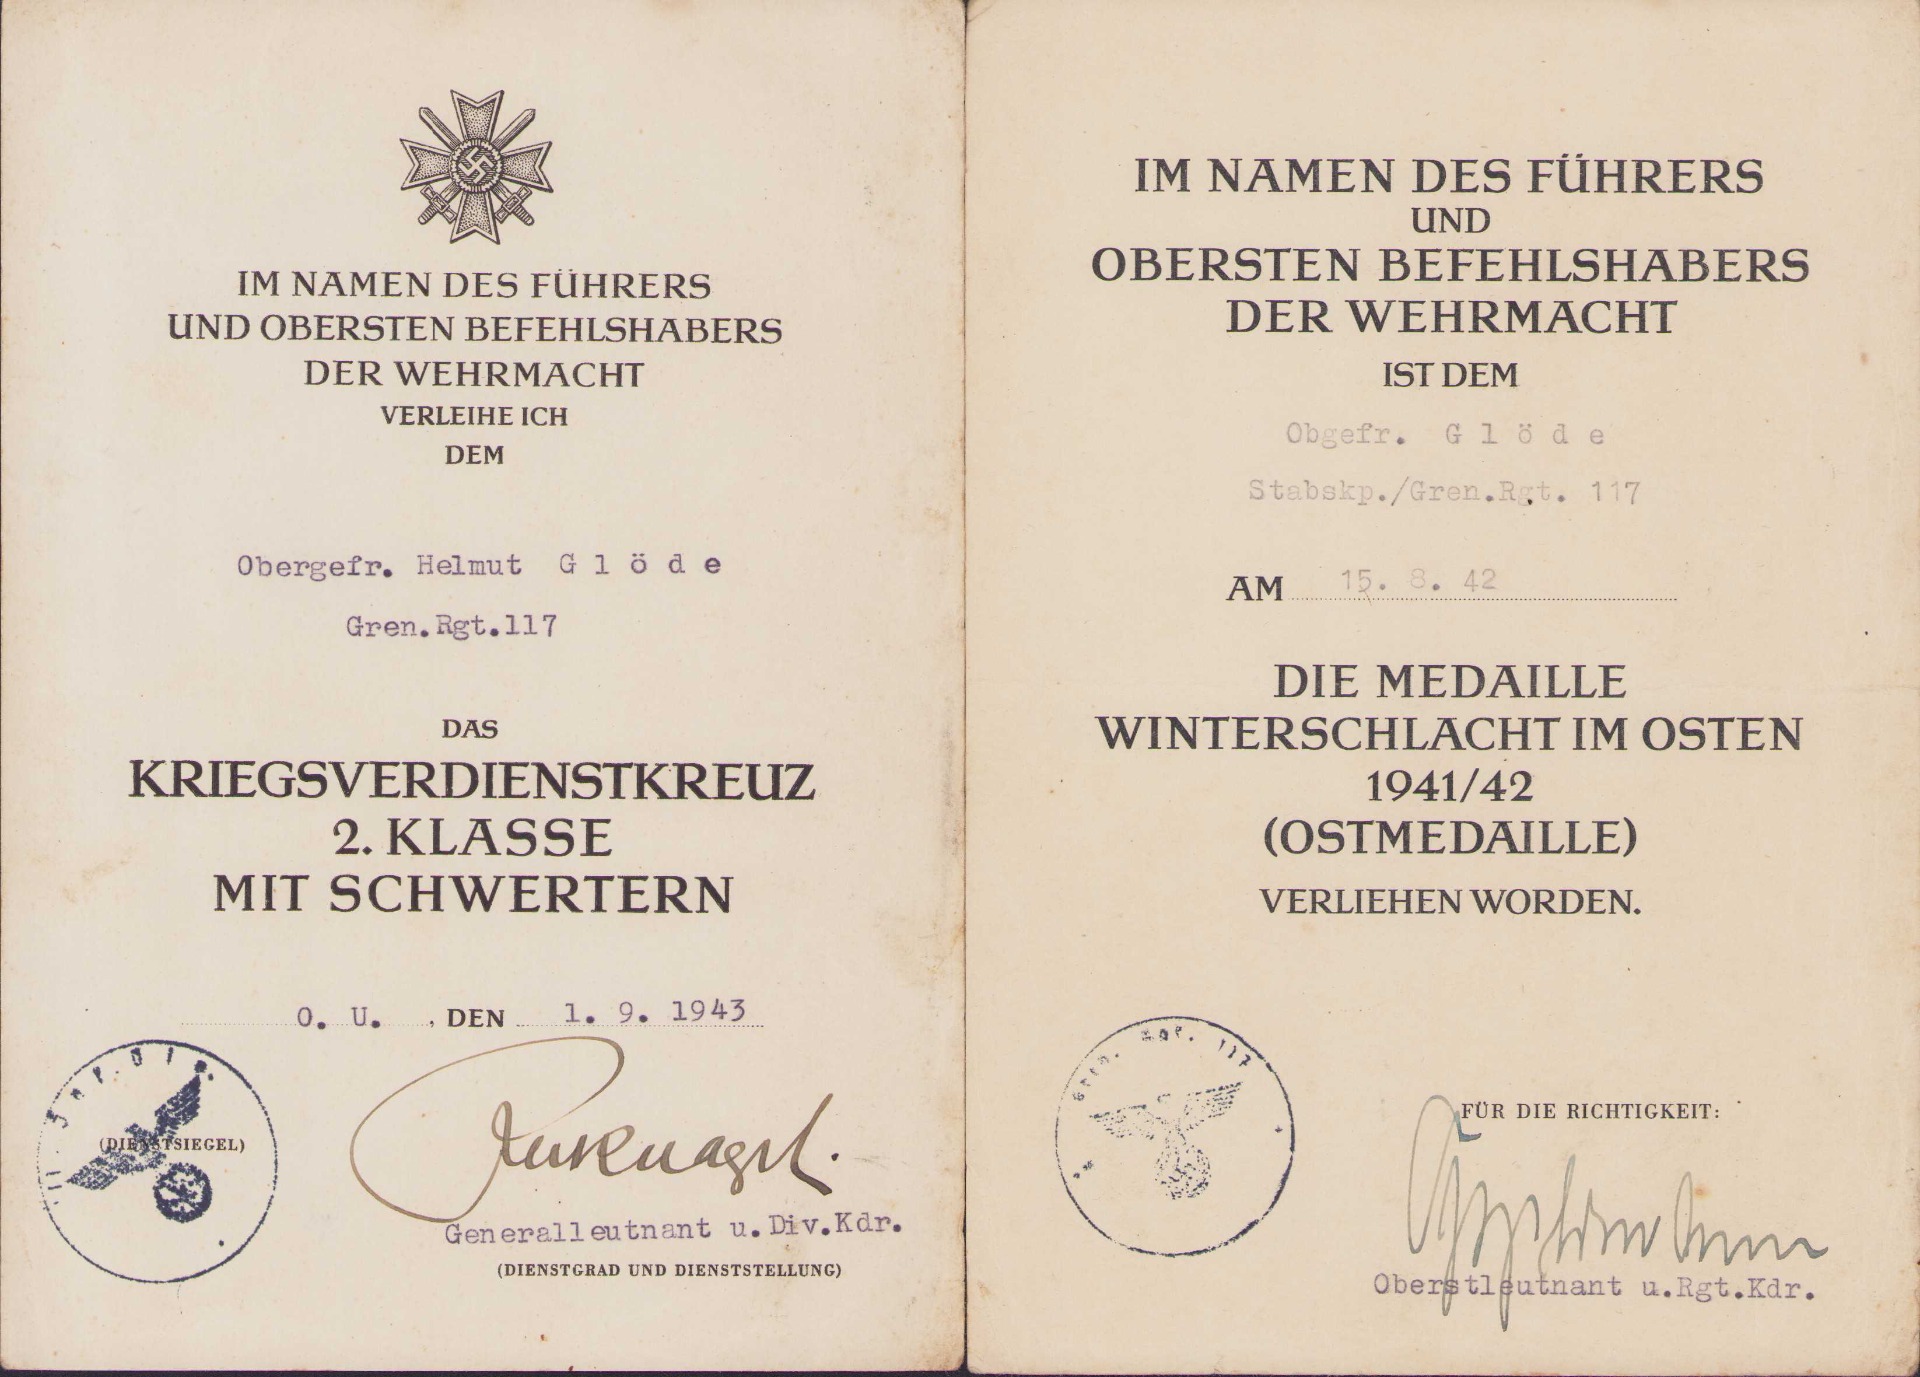 IM NAMEN DES FÜHRERS
UND OBERSTEN BEFEHLSHABERS
DER WEHRMACHT
VERLEIHE ICH
DEM
Obergefr. Helmut G l ö d e
Gren.Rgt.117
DAS
KRIEGSVERDIENSTKREUZ
2. KLASSE
MIT SCHWERTERN
O. U. , DEN 1. 9. 1943
(DIENSTSIEGEL)
Generalleutnant u. Div.Kdr.
(DIENSTGRAD UND DIENSTSTELLUNG)
IM NAMEN DES FÜHRERS
UND
OBERSTEN BEFEHLSHABERS
DER WEHRMACHT
IST DEM
Obgefr. G l ö d e
Stabskp./Gren.Rgt. 117
AM 15. 8. 42
DIE MEDAILLE
WINTERSCHLACHT IM OSTEN
1941/42
(OSTMEDAILLE)
VERLIEHEN WORDEN.
Gren. Rgt. 117
FÜR DIE RICHTIGKEIT:
Oberstleutnant u.Rgt.Kdr.